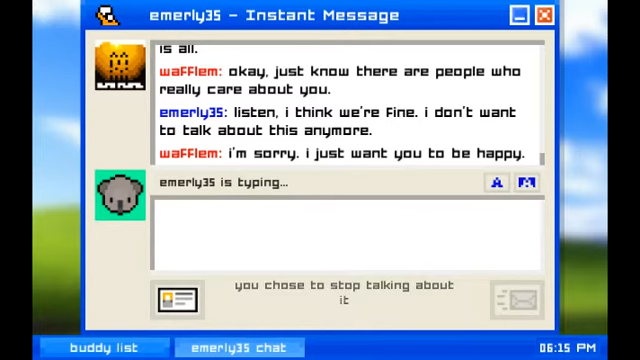 emerly35 - Instant Message
is all.
wafflem: okay, just know there are people who
really care about you.
emerly35: listen, i think we're fine. i don't want
to talk about this anymore.
wafflem: i'm sorry. i just want you to be happy.
emerly35 is typing...
A A
you chose to stop talking about
it
buddy list
emerly35 chat
06:15 PM